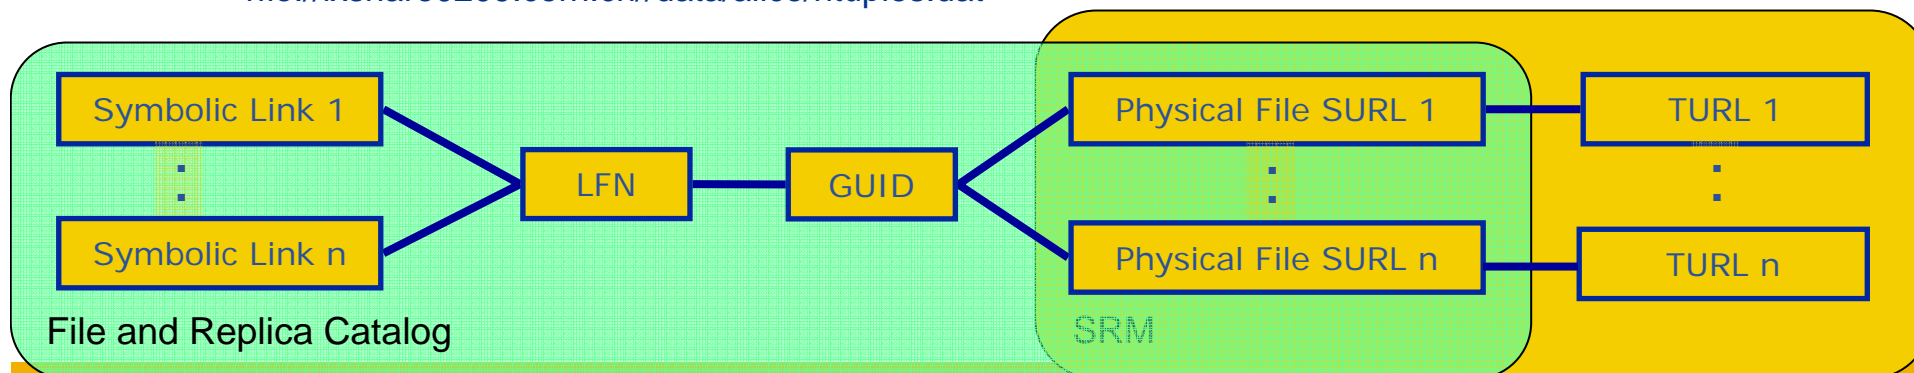 Symbolic Link 1
Physical File SURL 1
TURL 1
LFN
GUID
Symbolic Link n
Physical File SURL n
TURL n
File and Replica Catalog
SRM